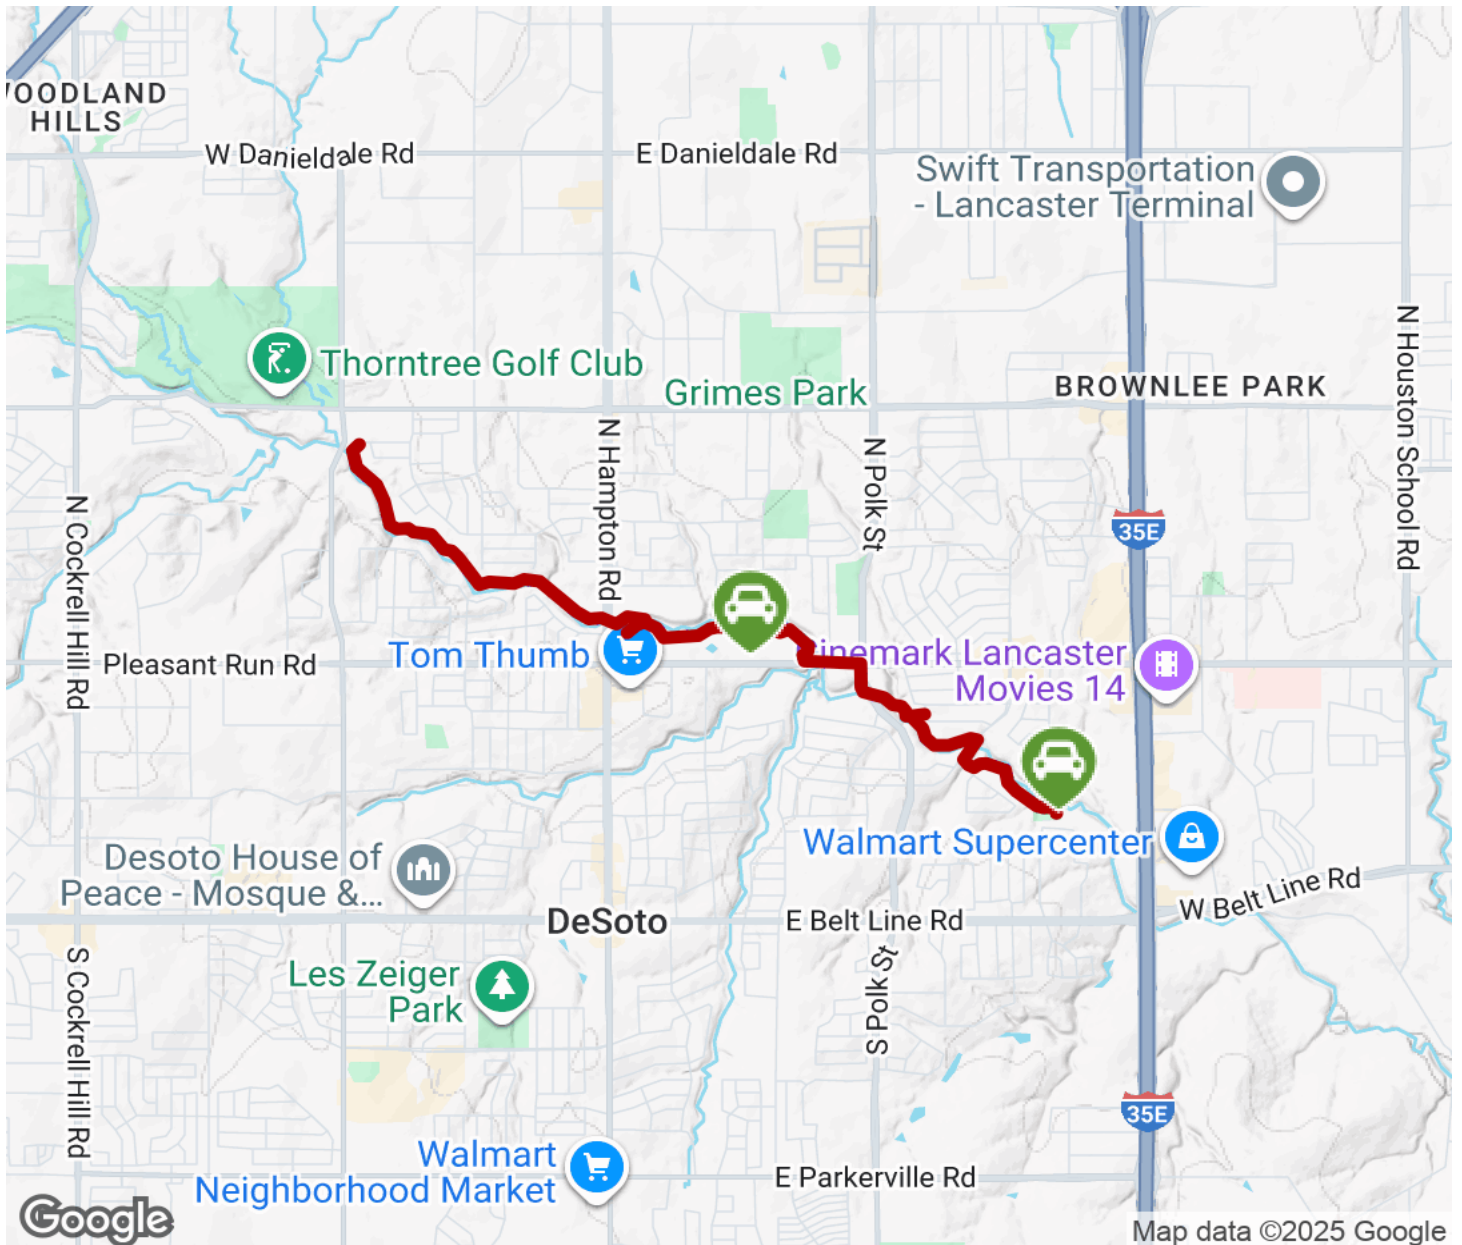 WOODLAND
HILLS
W Danieldale Rd
E Danieldale Rd
Swift Transportation
- Lancaster Terminal
Thorntree Golf Club
Grimes Park
BROWNLEE PARK
N Houston School Rd
N Hampton Rd
N Polk St
N Cockrell Hill Rd
35E
Tom Thumb
Pleasant Run Rd
inemark Lancaster
Movies 14
Walmart Supercenter
Desoto House of
Peace - Mosque &...
W Belt Line Rd
DeSoto
E Belt Line Rd
S Cockrell Hill Rd
Les Zeiger
Park
S Polk St
35E
Walmart
Neighborhood Market
E Parkerville Rd
Google
Map data ©2025 Google